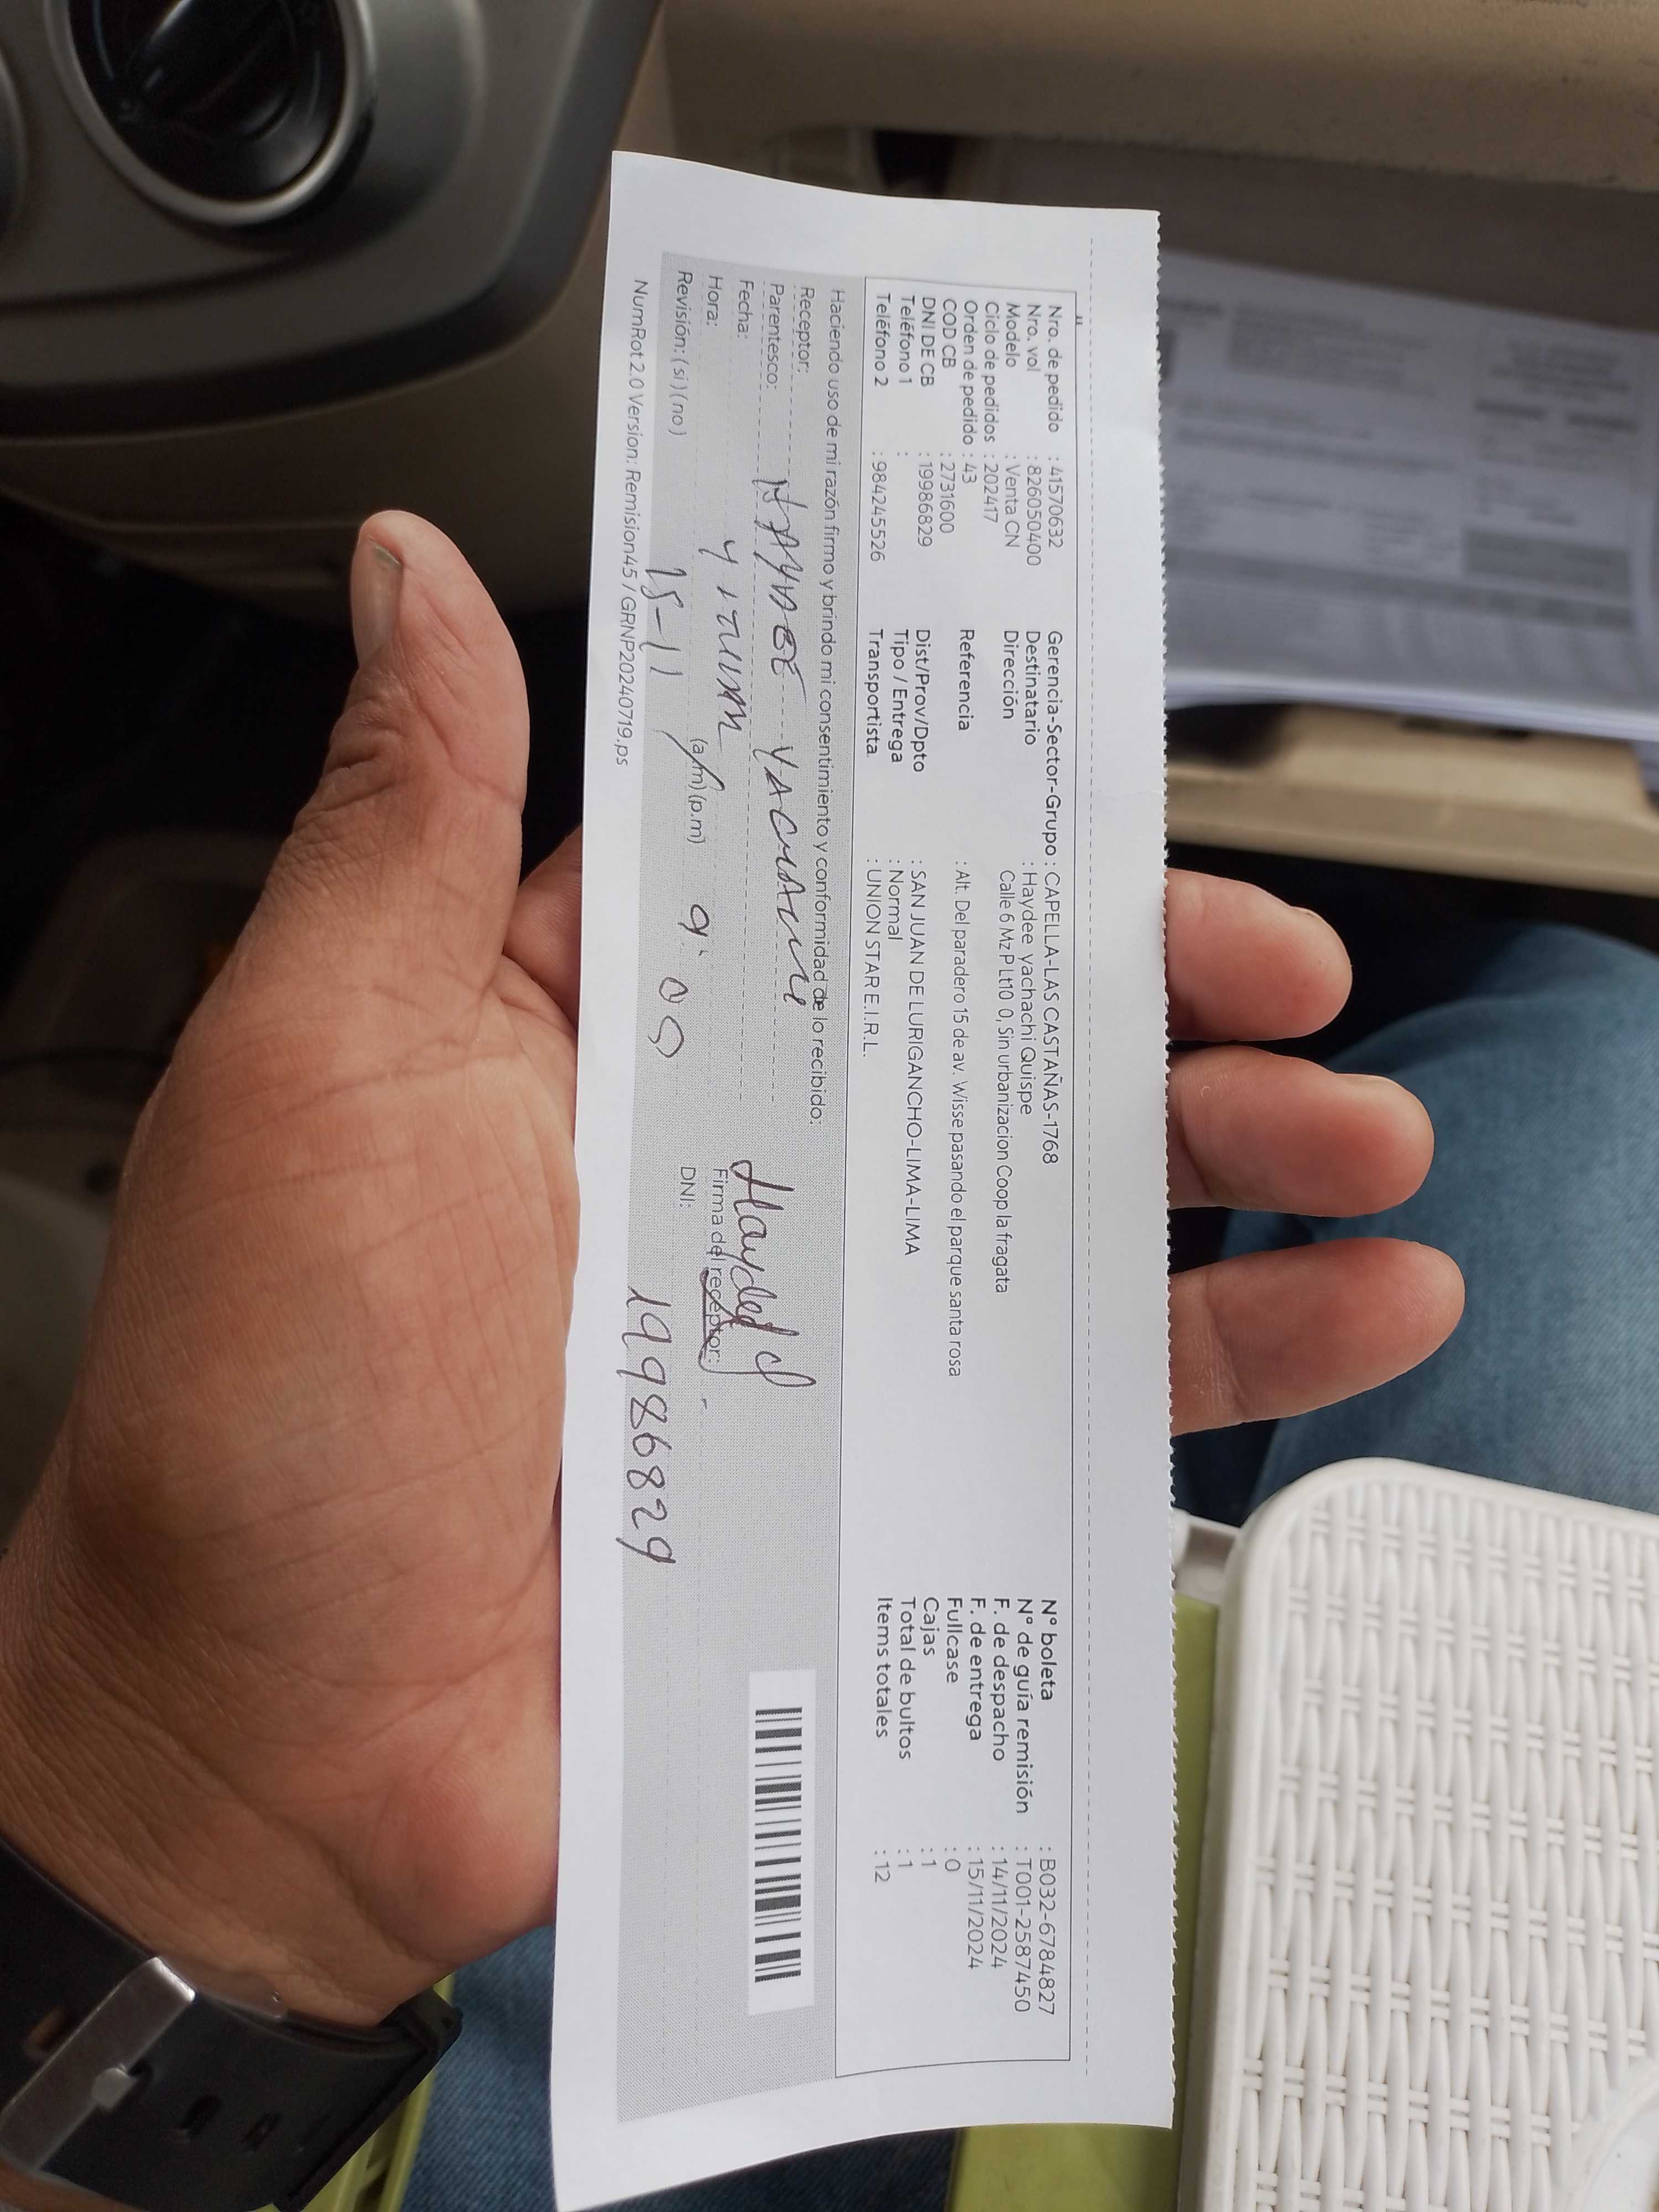 Nro. de pedido : 41570632
Nro. vol : 826050400
Modelo : Venta CN
Ciclo de pedidos : 202417
Orden de pedido : 43
COD CB : 2731600
DNI DE CB : 19986829
Teléfono 1 :
Teléfono 2 : 984245526
Gerencia-Sector-Grupo : CAPELLA-LAS CASTAÑAS-1768
Destinatario : Haydee yachachi Quispe
Dirección Calle 6 Mz P Lt10 0, Sin urbanizacion Coop la fragata
Referencia : Alt. Del paradero 15 de av. Wisse pasando el parque santa rosa
Dist/Prov/Dpto : SAN JUAN DE LURIGANCHO-LIMA-LIMA
Tipo / Entrega : Normal
Transportista : UNION STAR E.I.R.L.
N° boleta : B032-6784827
N° de guía remisión : T001-2587450
F. de despacho : 14/11/2024
F. de entrega : 15/11/2024
Fullcase : 0
Cajas : 1
Total de bultos : 1
Items totales : 12
Haciendo uso de mi razón firmo y brindo mi consentimiento y conformidad de lo recibido:
Receptor: HAYDEE
Parentesco:
Fecha: 15-11
Hora: (a.m) (p.m) 9:
Revisión: (si) (no)
Haydee
Firma del receptor:
DNI: 19986829
NumRot 2.0 Version: Remision45 / GRNP20240719.ps